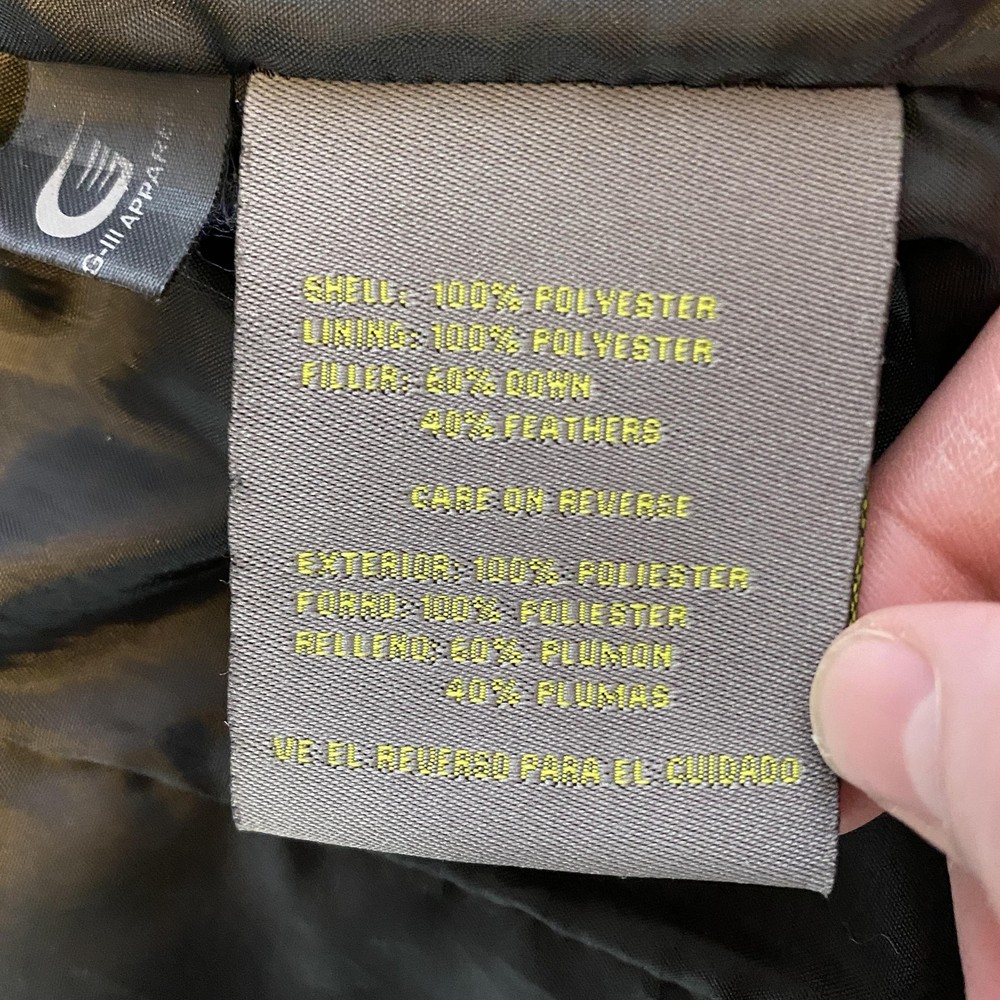 G-III APPAREL
SHELL: 100% POLYESTER
LINING: 100% POLYESTER
FILLER: 60% DOWN
40% FEATHERS
CARE ON REVERSE
EXTERIOR: 100% POLIESTER
FORRO: 100% POLIESTER
RELLENO: 60% PLUMON
40% PLUMAS
VE EL REVERSO PARA EL CUIDADO